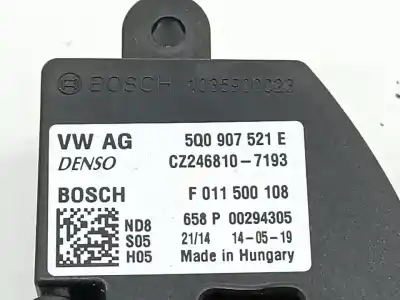 BOSCH 1035900023
VW AG 5Q0 907 521 E
DENSO CZ246810-7193
BOSCH F 011 500 108
ND8 658 P 00294305
S05 21/14 14-05-19
H05 Made in Hungary